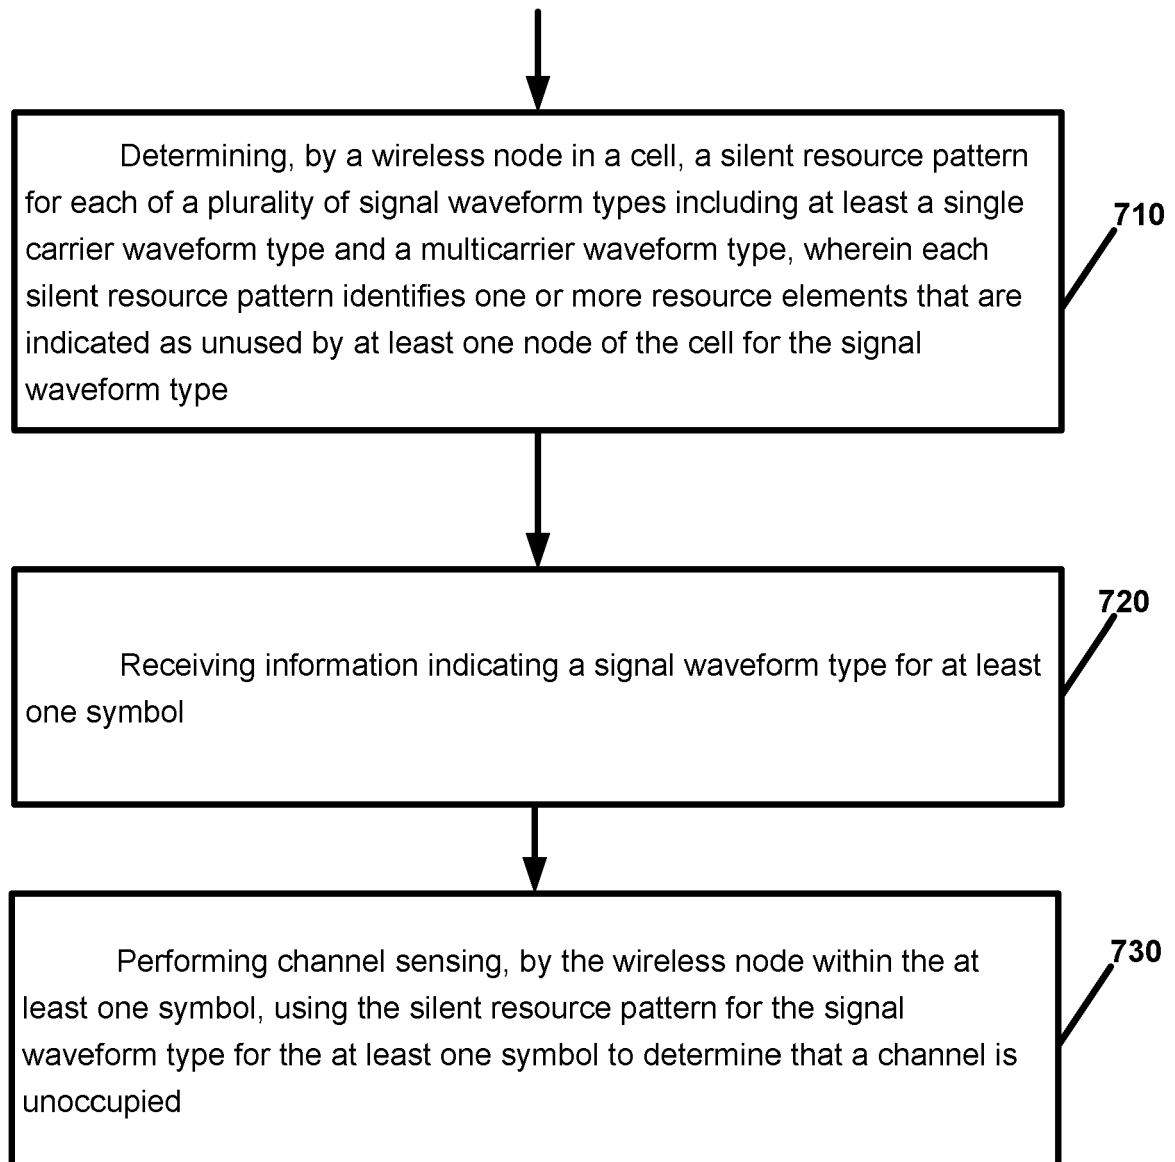 Determining, by a wireless node in a cell, a silent resource pattern
for each of a plurality of signal waveform types including at least a single
carrier waveform type and a multicarrier waveform type, wherein each
silent resource pattern identifies one or more resource elements that are
indicated as unused by at least one node of the cell for the signal
waveform type
710
Receiving information indicating a signal waveform type for at least
one symbol
720
Performing channel sensing, by the wireless node within the at
least one symbol, using the silent resource pattern for the signal
waveform type for the at least one symbol to determine that a channel is
unoccupied
730